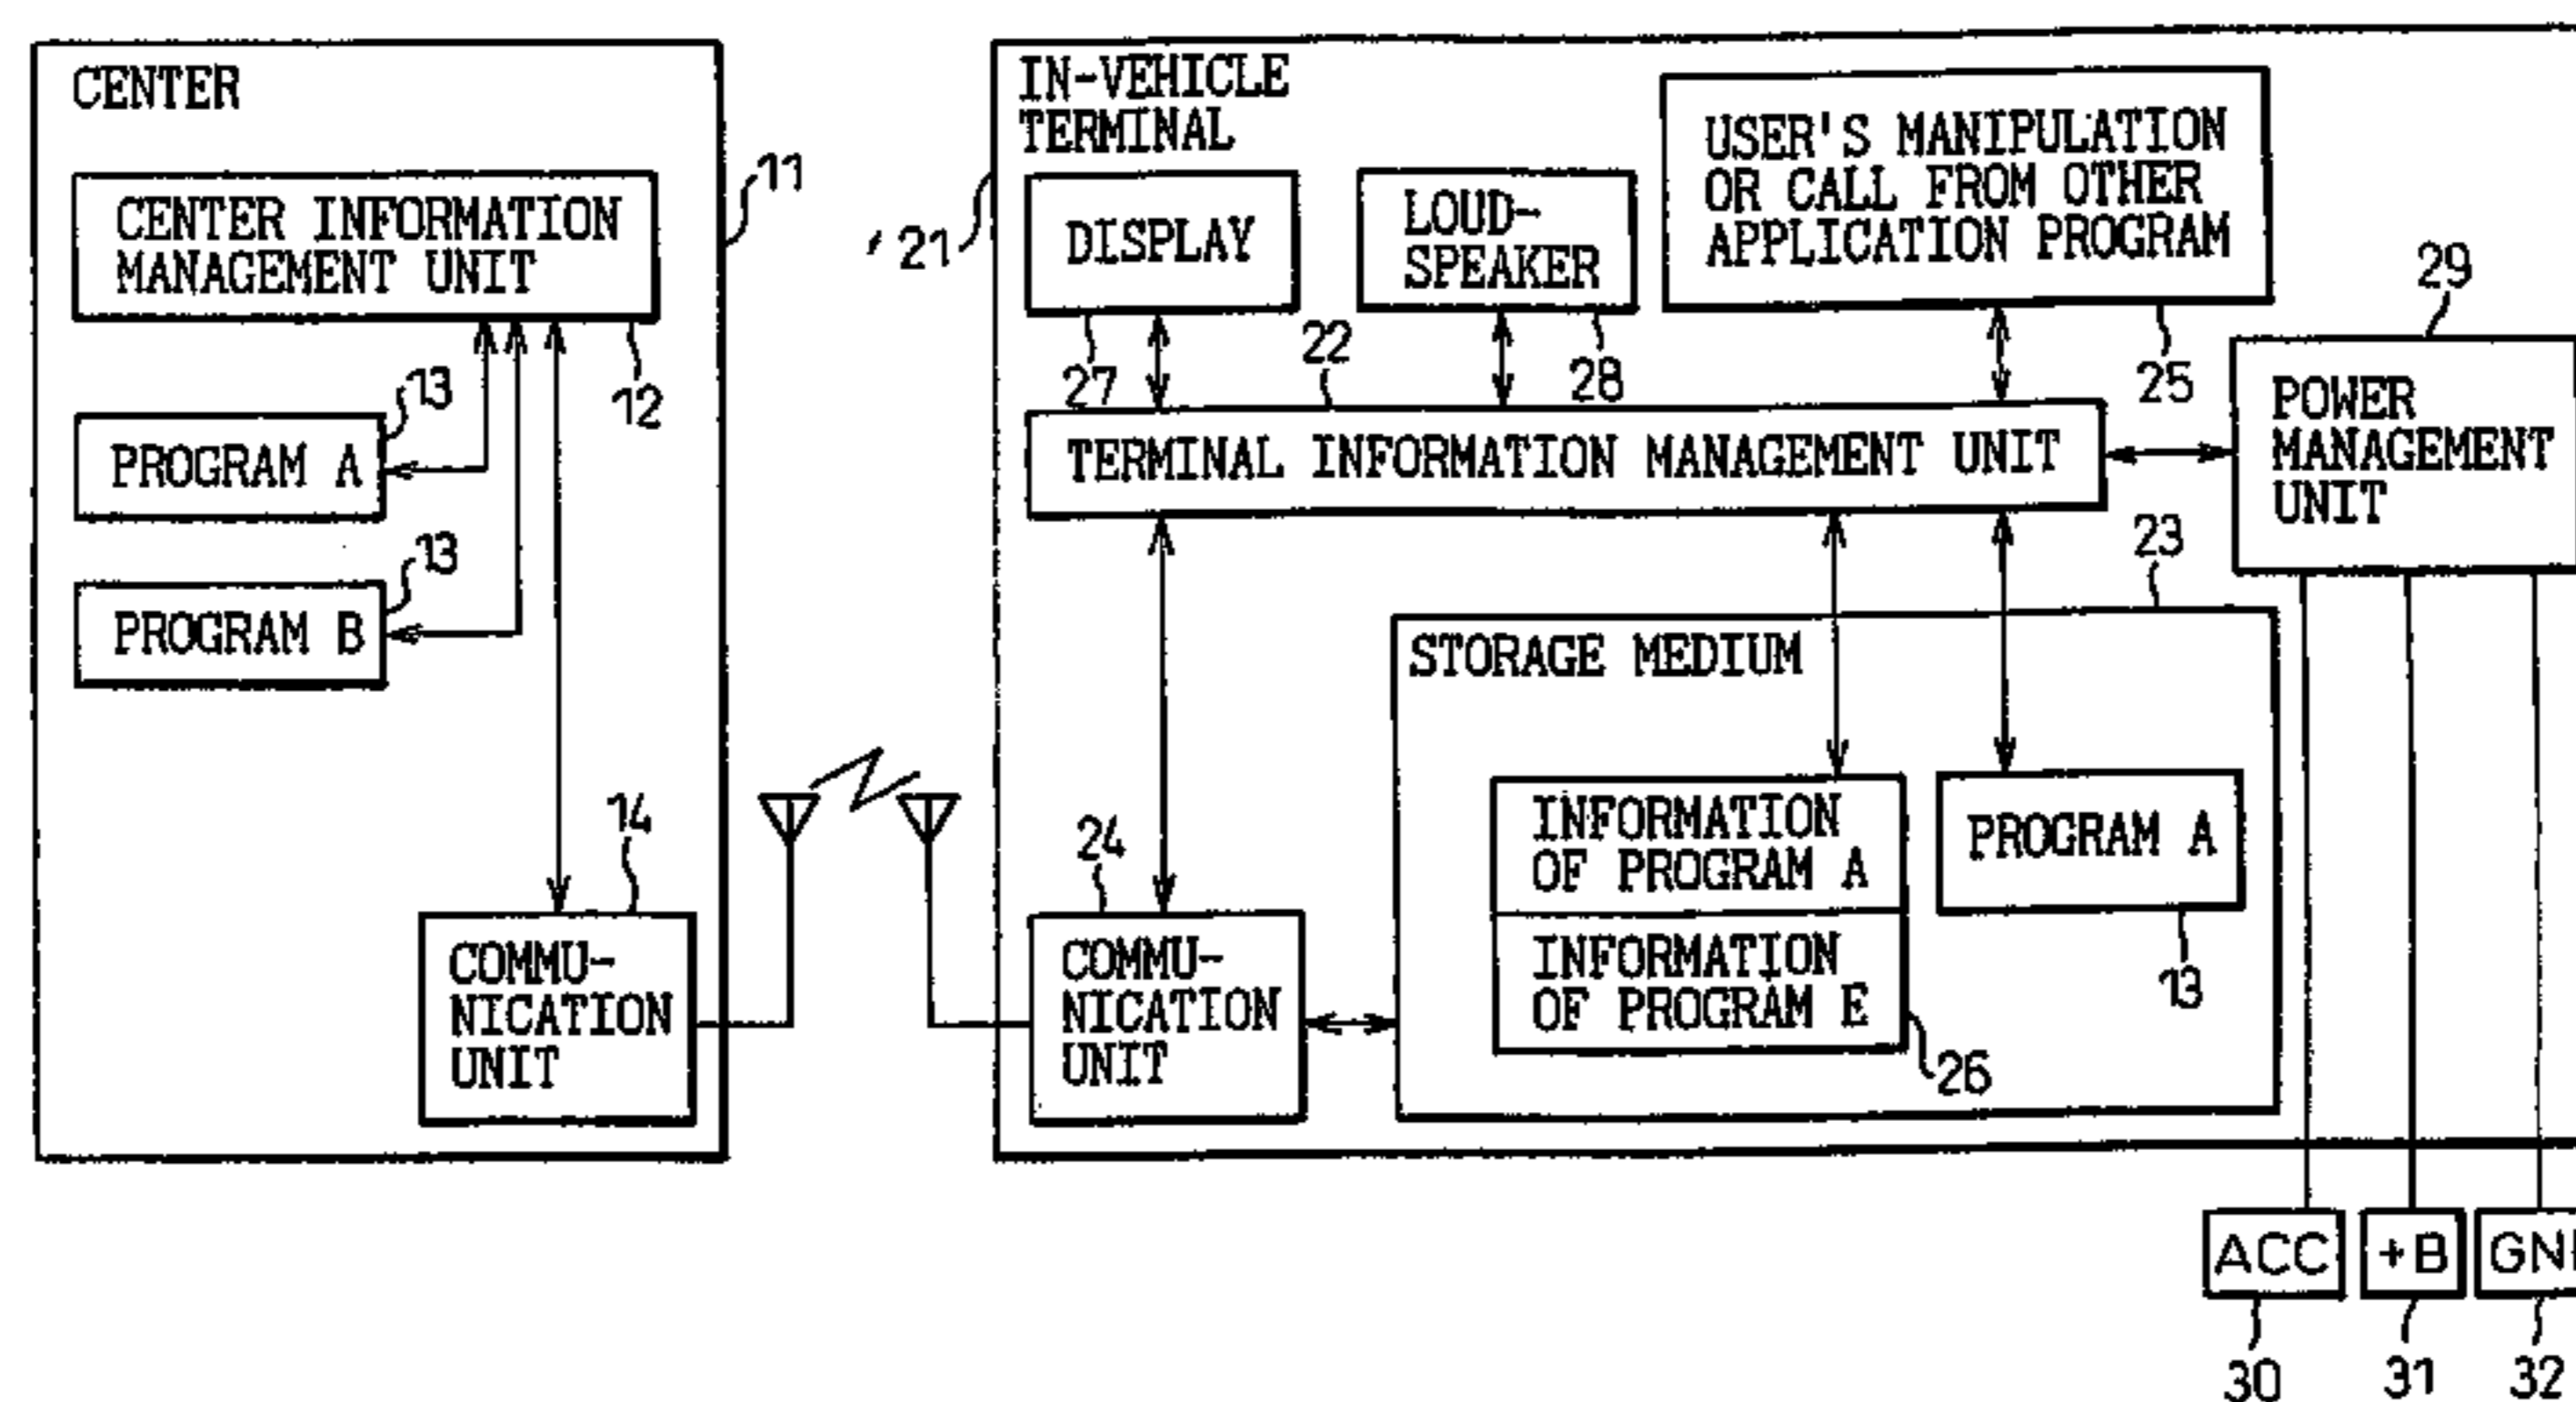 CENTER
CENTER INFORMATION
MANAGEMENT UNIT
11
12
PROGRAM A
13
PROGRAM B
13
14
COMMU-
NICATION
UNIT
IN-VEHICLE
TERMINAL
21
DISPLAY
27
LOUD-
SPEAKER
28
USER'S MANIPULATION
OR CALL FROM OTHER
APPLICATION PROGRAM
25
22
TERMINAL INFORMATION MANAGEMENT UNIT
29
POWER
MANAGEMENT
UNIT
23
STORAGE MEDIUM
INFORMATION
OF PROGRAM A
INFORMATION
OF PROGRAM E
26
PROGRAM A
13
24
COMMU-
NICATION
UNIT
ACC
+B
30
31
32